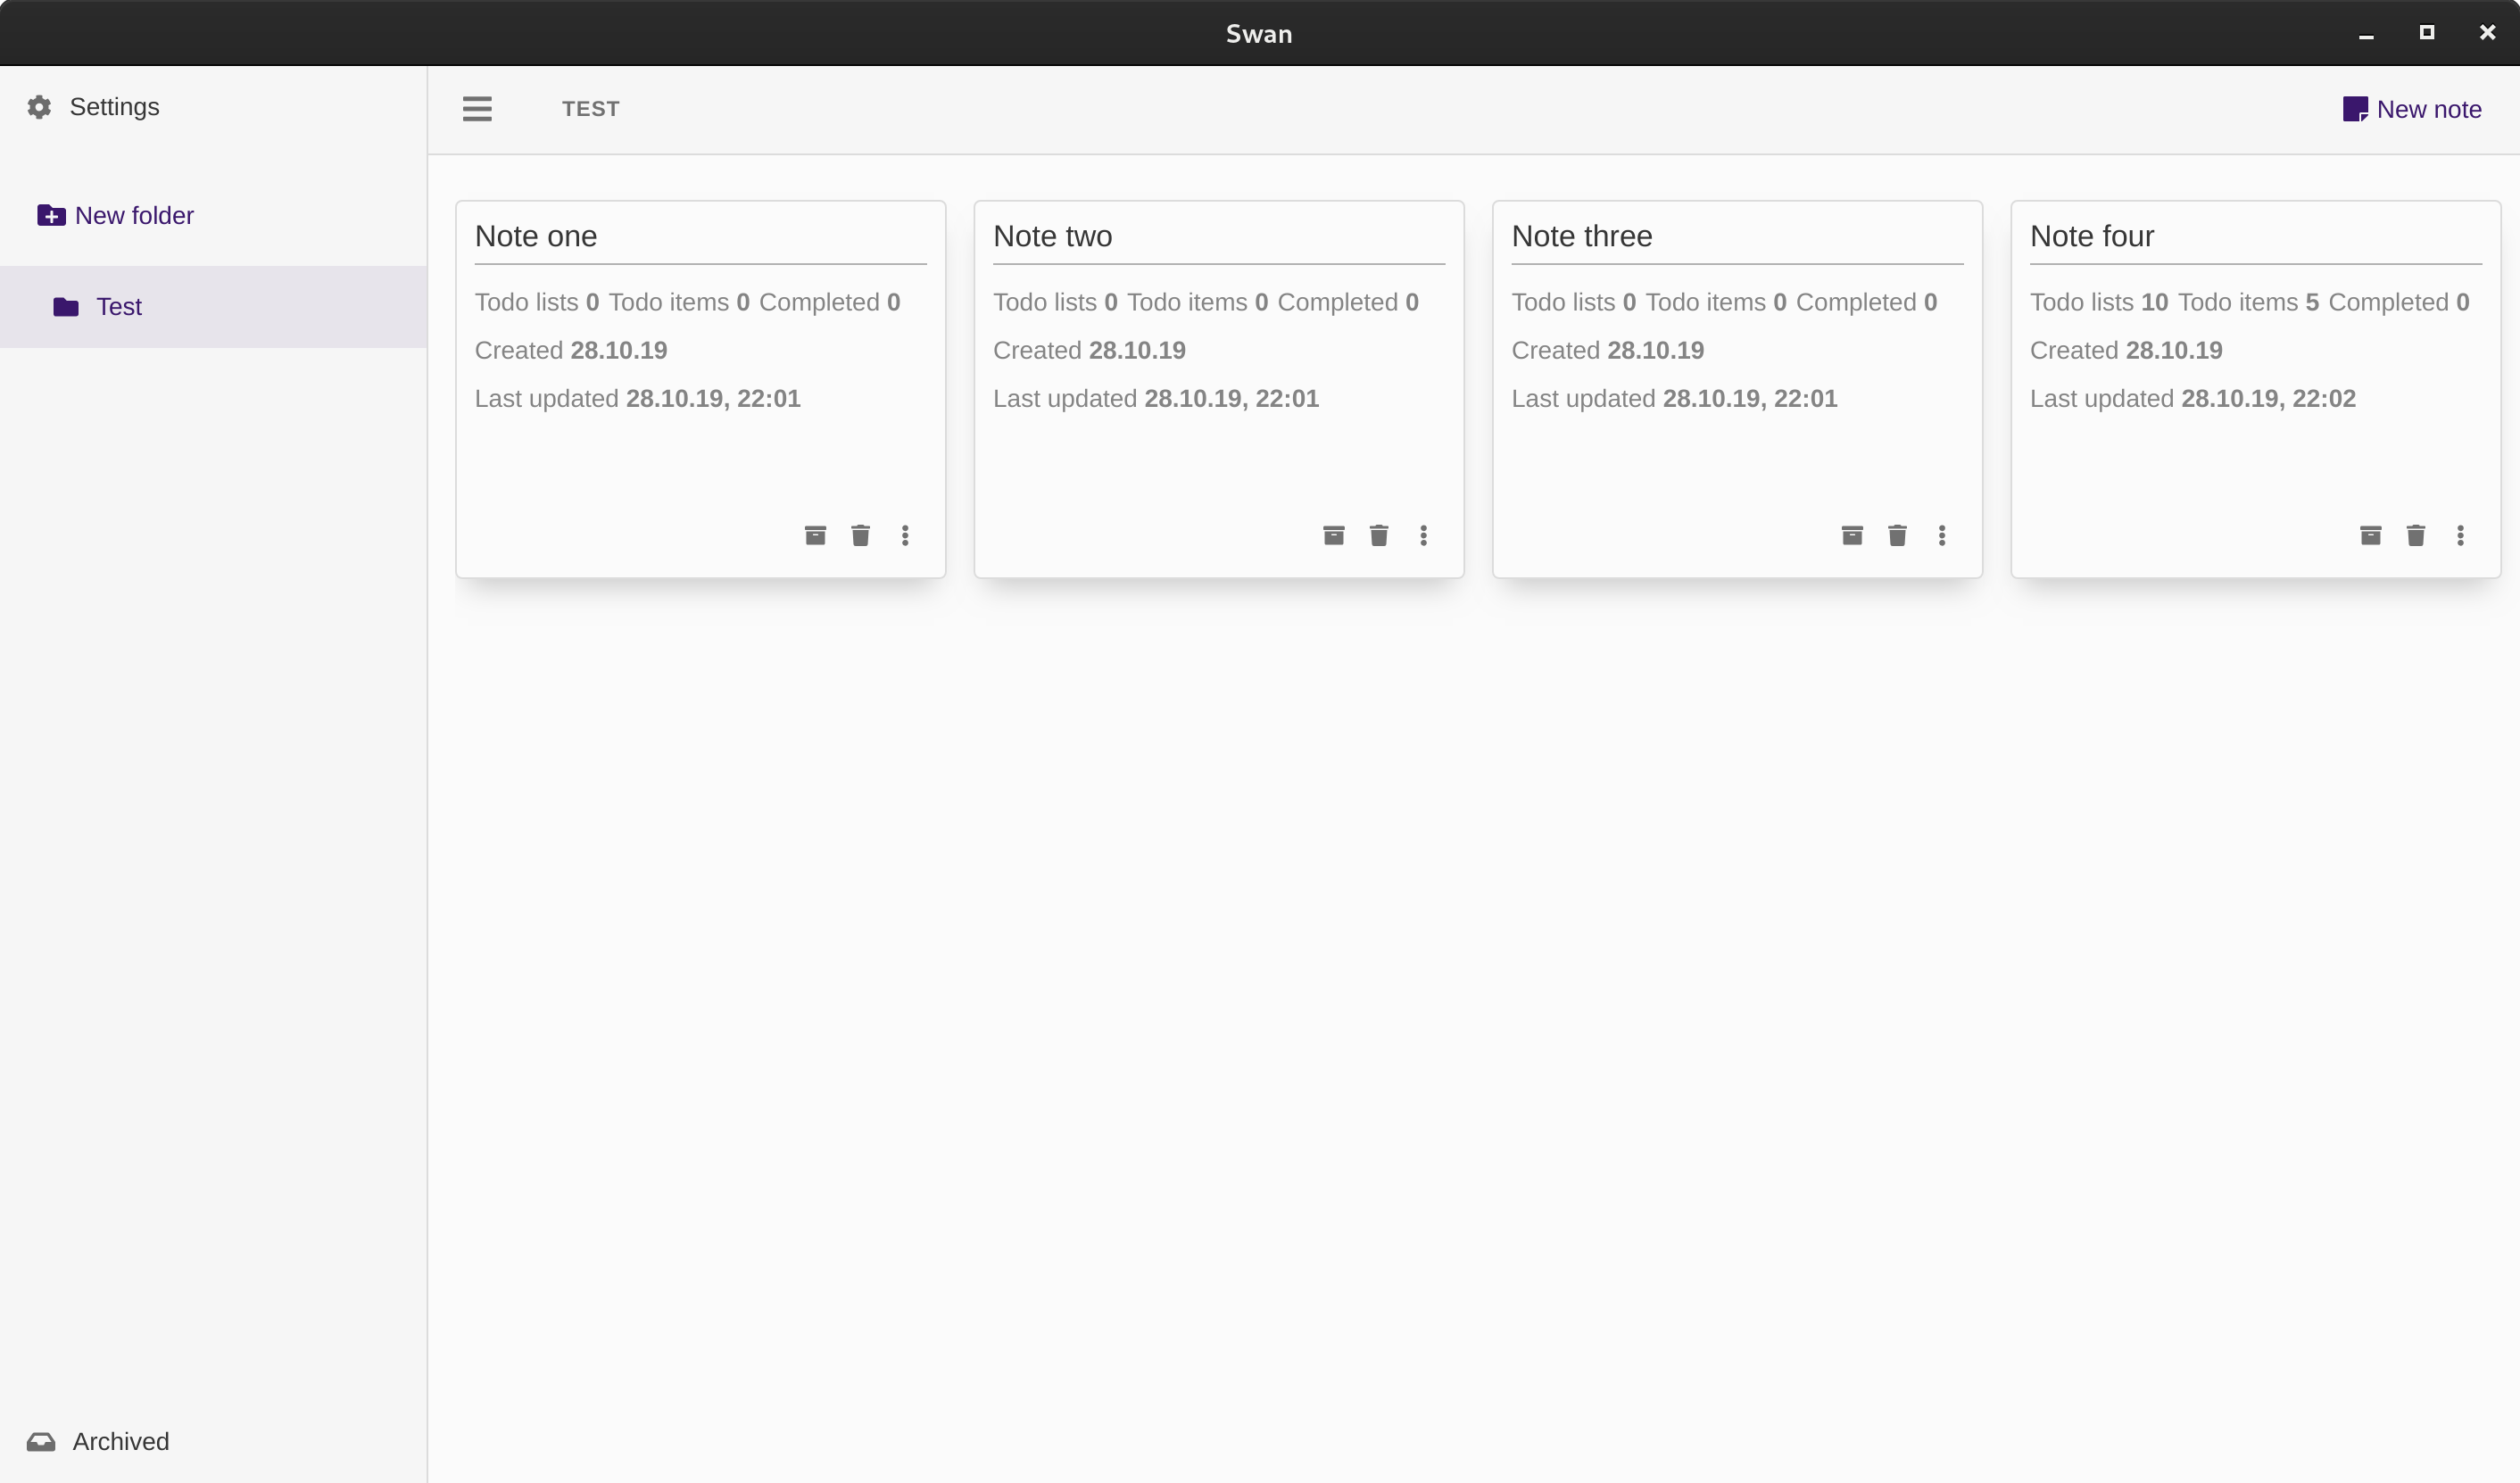 Swan
Settings
New folder
Test
Archived
TEST
New note
Note one
Todo lists 0 Todo items 0 Completed 0
Created 28.10.19
Last updated 28.10.19, 22:01
Note two
Todo lists 0 Todo items 0 Completed 0
Created 28.10.19
Last updated 28.10.19, 22:01
Note three
Todo lists 0 Todo items 0 Completed 0
Created 28.10.19
Last updated 28.10.19, 22:01
Note four
Todo lists 10 Todo items 5 Completed 0
Created 28.10.19
Last updated 28.10.19, 22:02